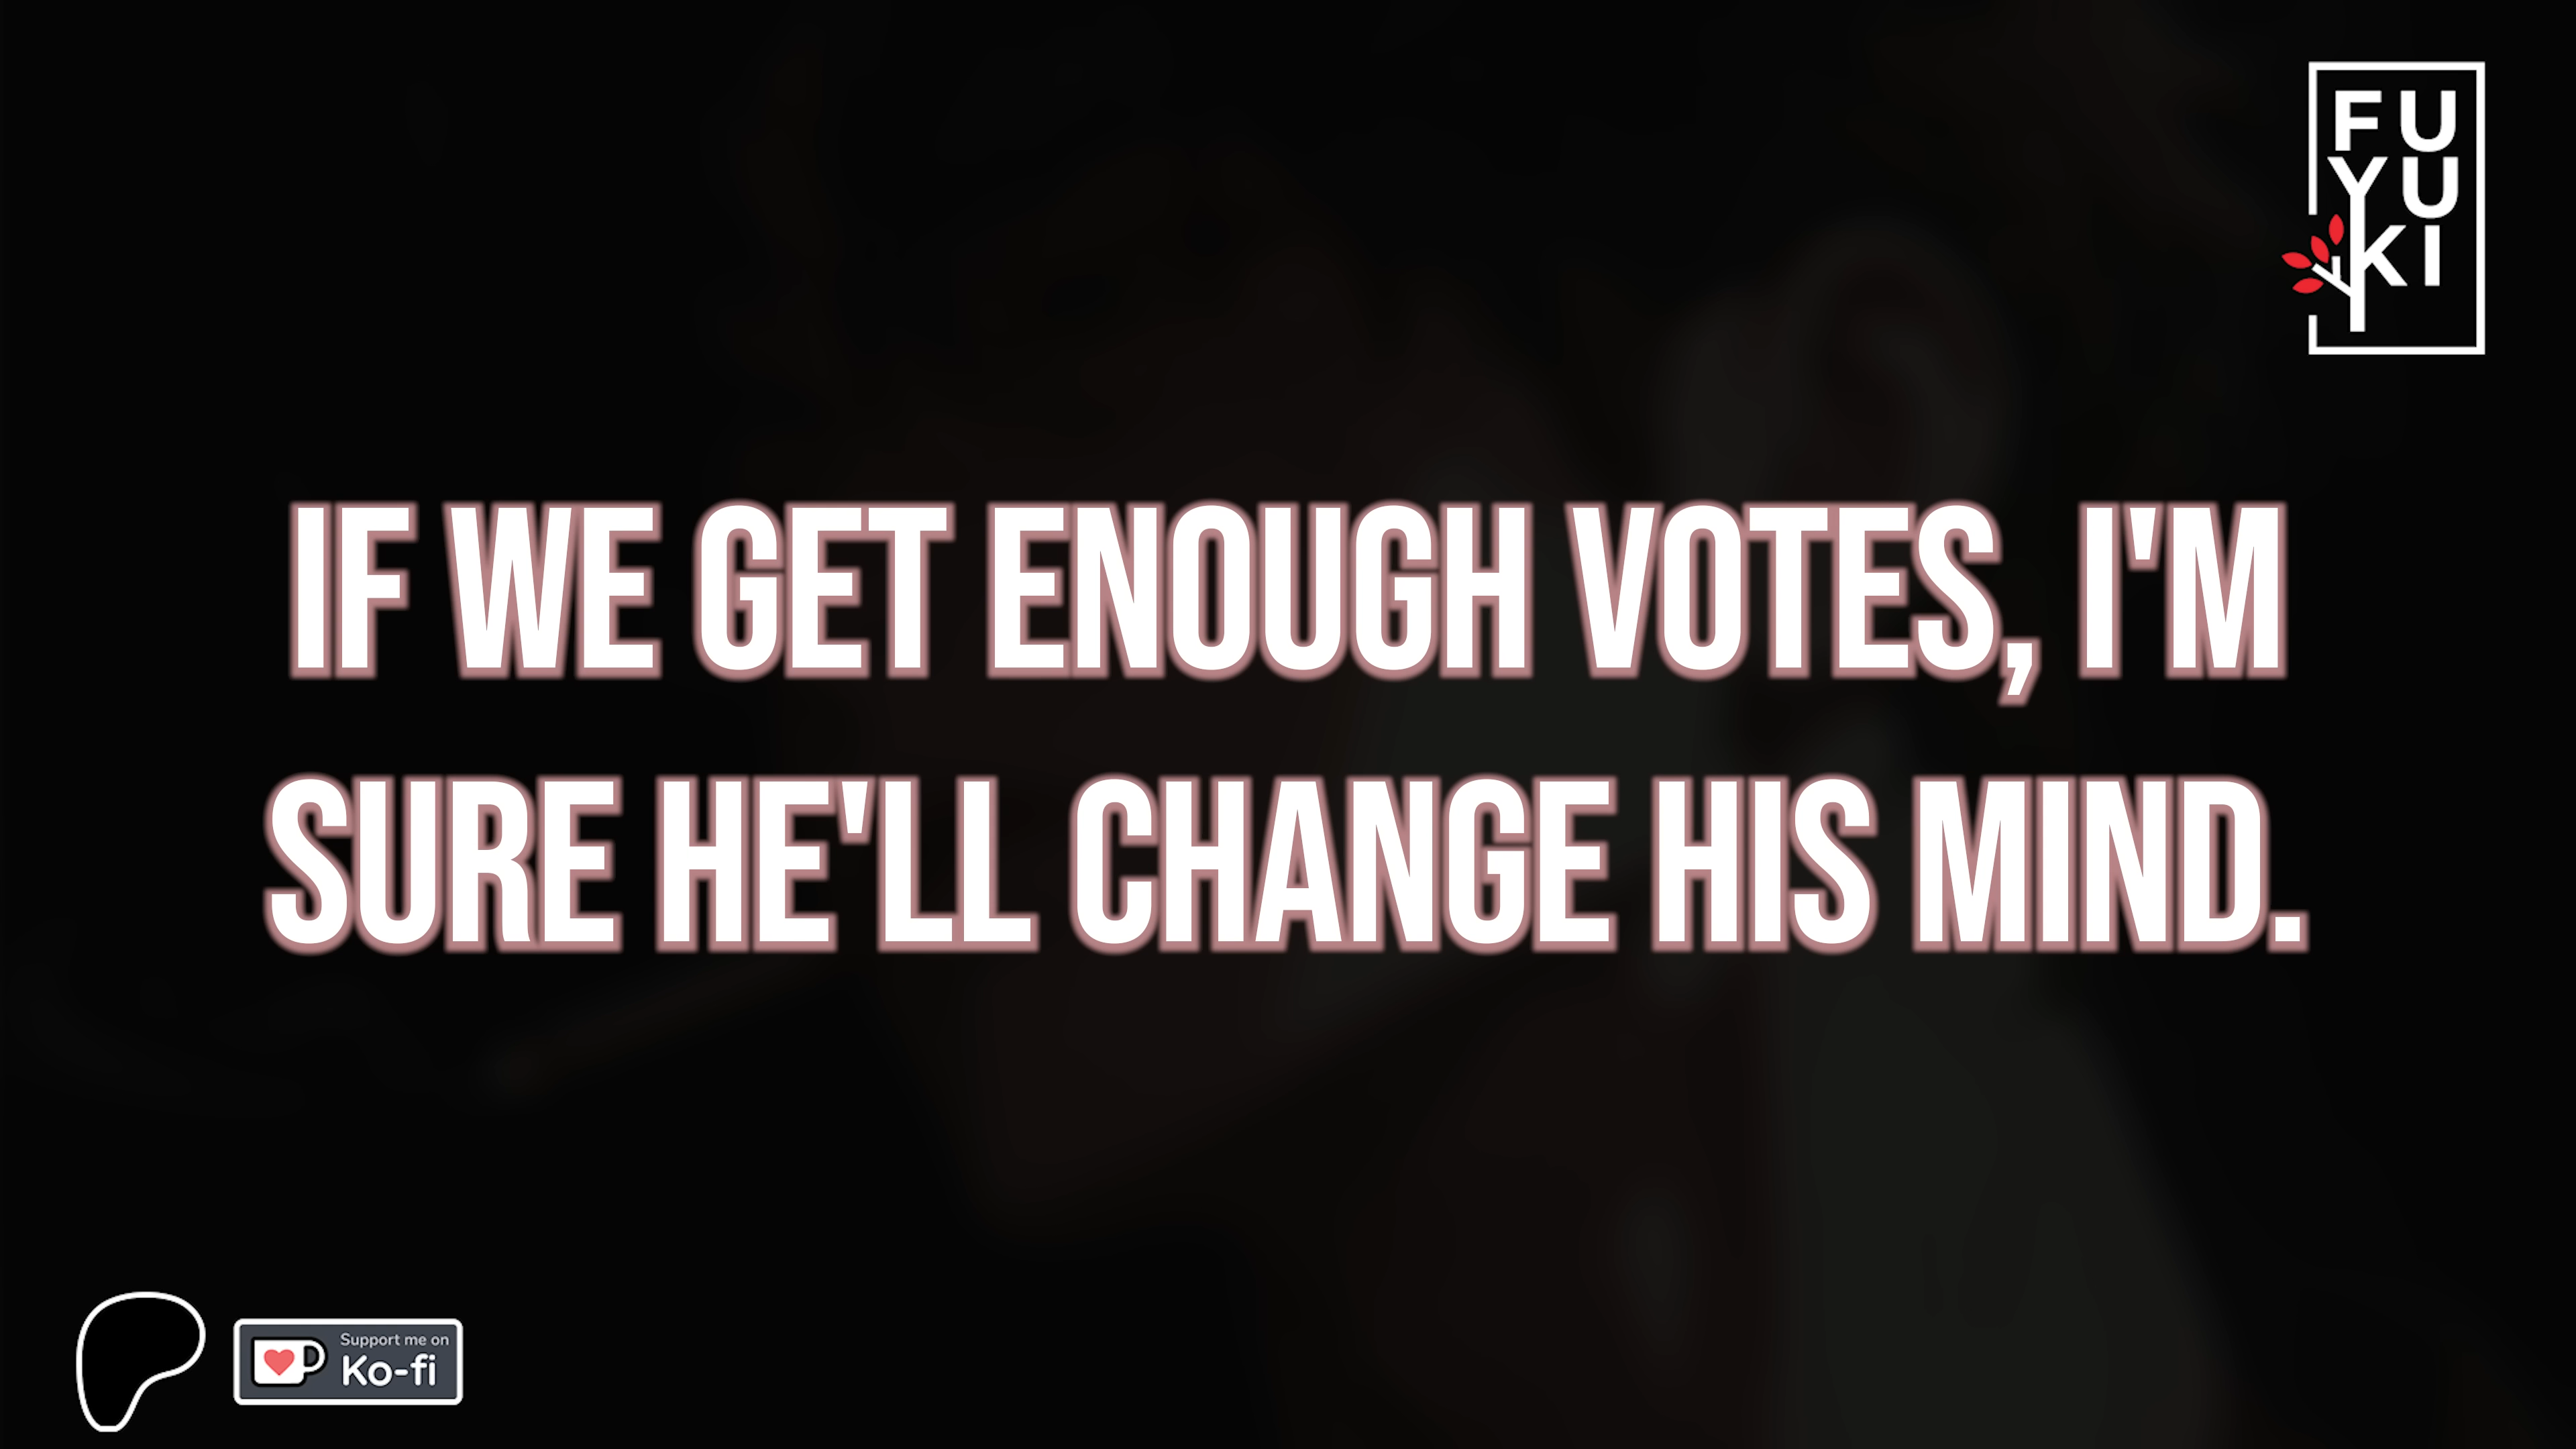 FU
YU
KI
IF WE GET ENOUGH VOTES, I'M
SURE HE'LL CHANGE HIS MIND.
Support me on
Ko-fi